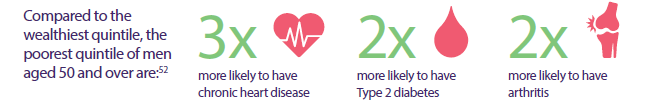 Compared to the
wealthiest quintile, the
poorest quintile of men
aged 50 and over are:52
3x
more likely to have
chronic heart disease
2x
more likely to have
Type 2 diabetes
2x
more likely to have
arthritis